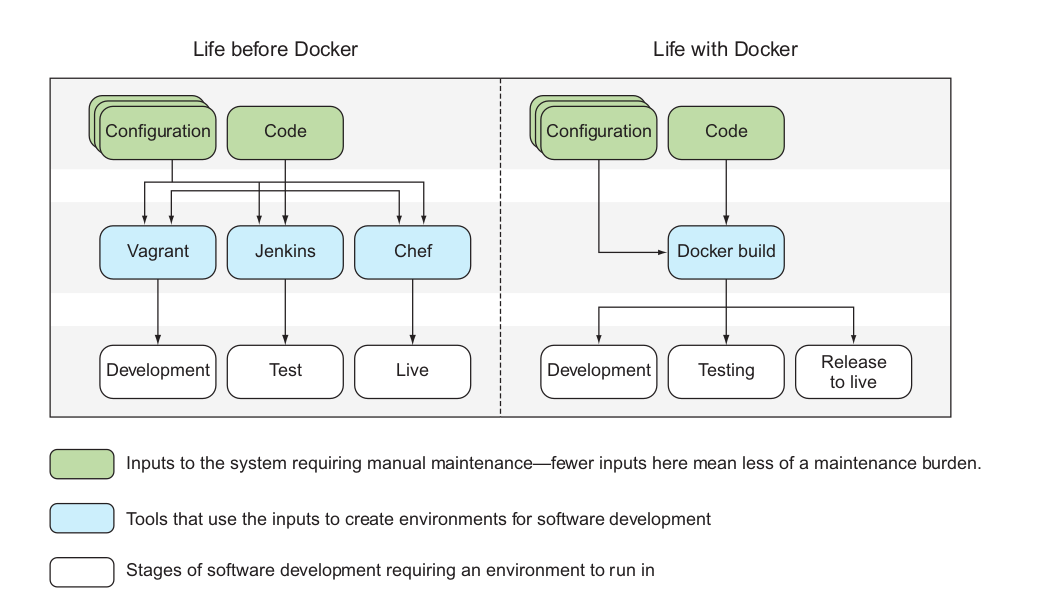 Life before Docker
Life with Docker
Configuration
Code
Configuration
Code
Vagrant
Jenkins
Chef
Docker build
Development
Test
Live
Development
Testing
Release
to live
Inputs to the system requiring manual maintenance—fewer inputs here mean less of a maintenance burden.
Tools that use the inputs to create environments for software development
Stages of software development requiring an environment to run in